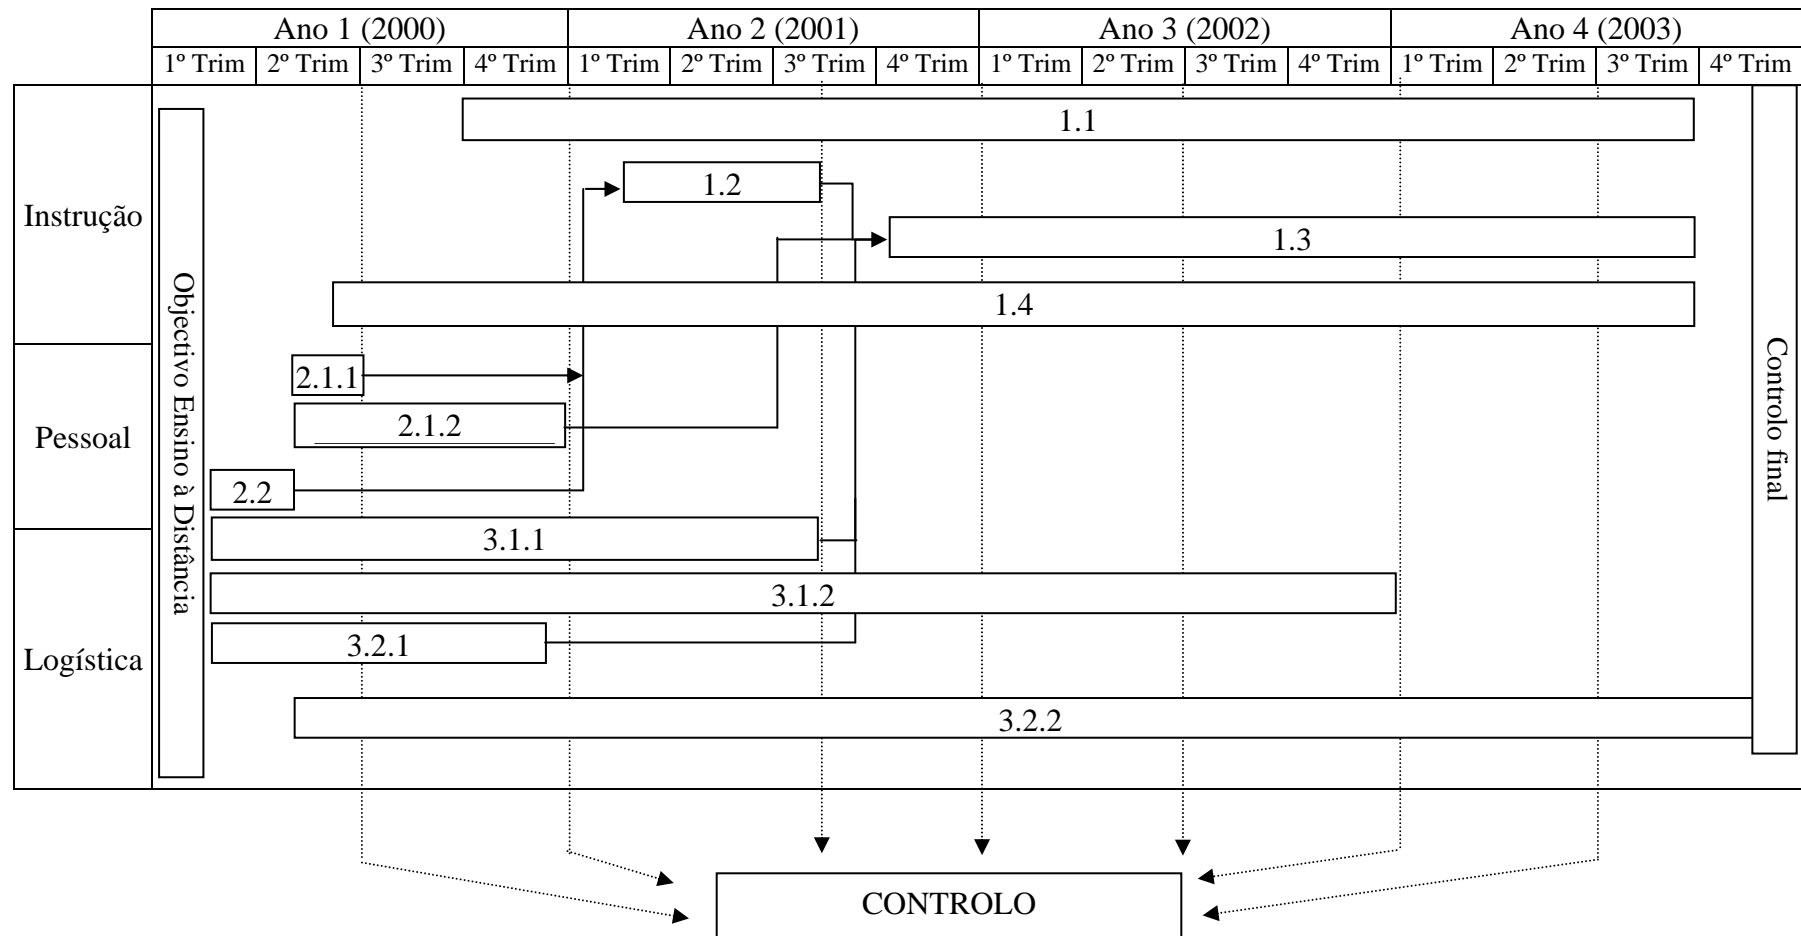 Ano 1 (2000) Ano 2 (2001) Ano 3 (2002) Ano 4 (2003)
1º Trim 2º Trim 3º Trim 4º Trim 1º Trim 2º Trim 3º Trim 4º Trim 1º Trim 2º Trim 3º Trim 4º Trim 1º Trim 2º Trim 3º Trim 4º Trim
Instrução
Pessoal
Logística
Objectivo Ensino à Distância
1.1
1.2
1.3
1.4
2.1.1
2.1.2
2.2
3.1.1
3.1.2
3.2.1
3.2.2
Controlo final
CONTROLO